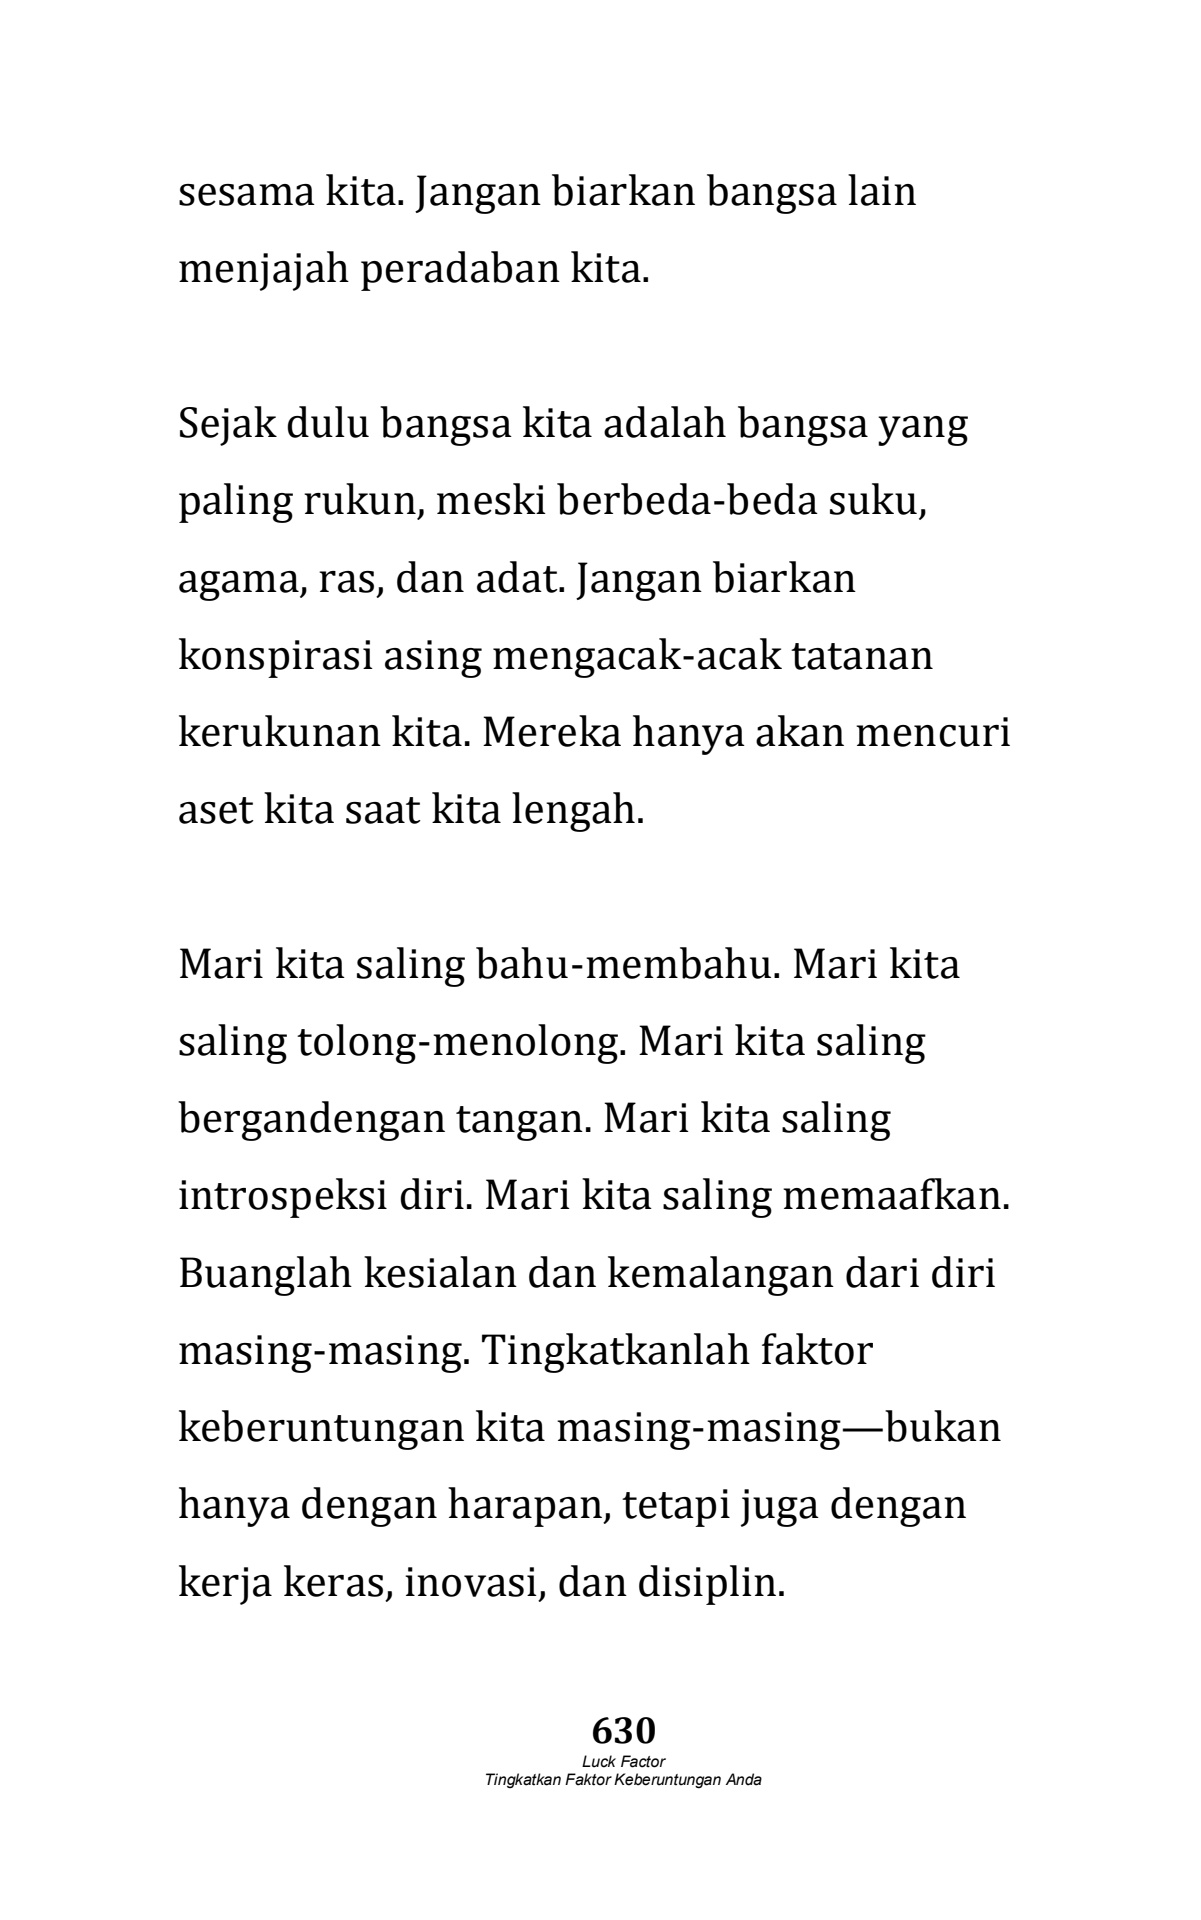 sesama kita. Jangan biarkan bangsa lain
menjajah peradaban kita.
Sejak dulu bangsa kita adalah bangsa yang
paling rukun, meski berbeda-beda suku,
agama, ras, dan adat. Jangan biarkan
konspirasi asing mengacak-acak tatanan
kerukunan kita. Mereka hanya akan mencuri
aset kita saat kita lengah.
Mari kita saling bahu-membahu. Mari kita
saling tolong-menolong. Mari kita saling
bergandengan tangan. Mari kita saling
introspeksi diri. Mari kita saling memaafkan.
Buanglah kesialan dan kemalangan dari diri
masing-masing. Tingkatkanlah faktor
keberuntungan kita masing-masing—bukan
hanya dengan harapan, tetapi juga dengan
kerja keras, inovasi, dan disiplin.
630
Luck Factor
Tingkatkan Faktor Keberuntungan Anda